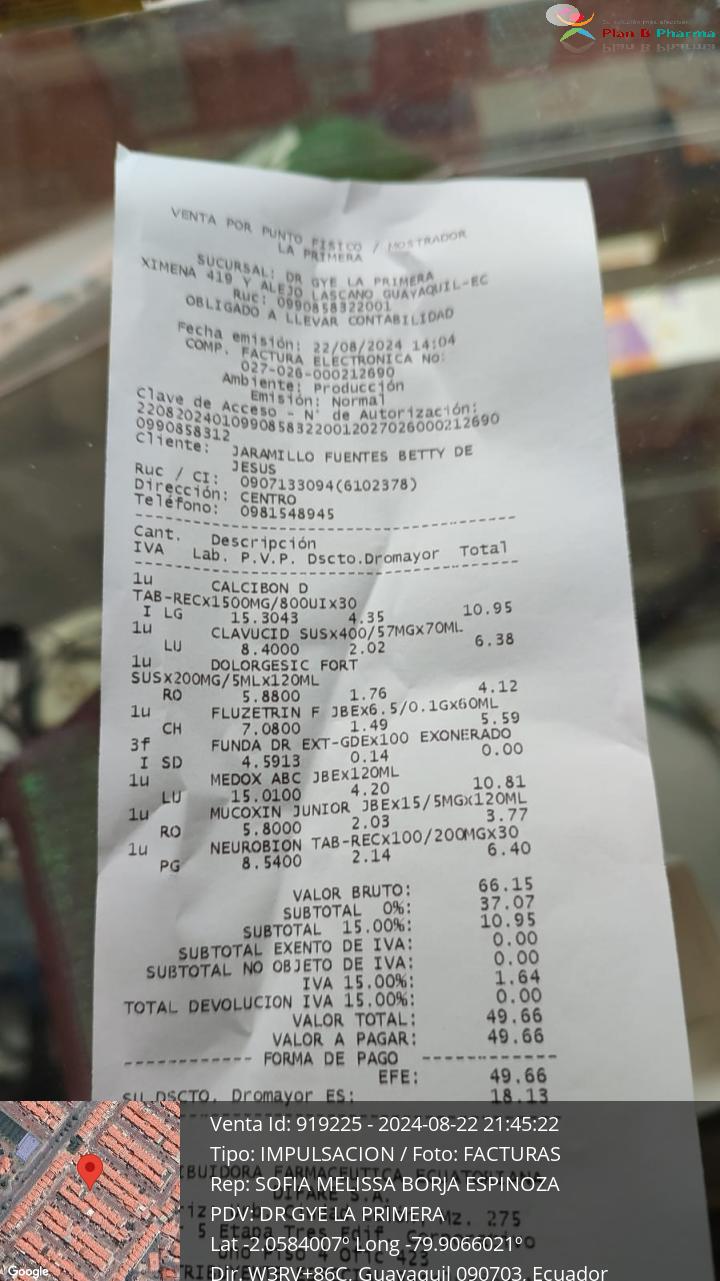 Plan B Pharma
VENTA POR PUNTO FISICO / MOSTRADOR
LA PRIMERA
SUCURSAL: DR GYE LA PRIMERA
XIMENA 419 Y ALEJO LASCANO GUAYAQUIL-EC
Ruc: 0990858322001
OBLIGADO A LLEVAR CONTABILIDAD
Fecha emisión: 22/08/2024 14:04
COMP. FACTURA ELECTRONICA No:
027-026-000212690
Ambiente: Producción
Emisión: Normal
Clave de Acceso - N° de Autorización:
220820240109908583220012027026000212690
0990858312
Cliente: JARAMILLO FUENTES BETTY DE
JESUS
Ruc / CI: 0907133094(6102378)
Dirección: CENTRO
Teléfono: 0981548945
Cant. Descripción
IVA Lab. P.V.P. Dscto.Dromayor Total
1u CALCIBON D
TAB-RECx1500MG/800UIx30
I LG 15.3043 4.35 10.95
1u CLAVUCID SUSx400/57MGx70ML
LU 8.4000 2.02 6.38
1u DOLORGESIC FORT
SUSx200MG/5MLx120ML
RO 5.8800 1.76 4.12
1u FLUZETRIN F JBEx6.5/0.1Gx60ML
CH 7.0800 1.49 5.59
3f FUNDA DR EXT-GDEx100 EXONERADO
I SD 4.5913 0.14 0.00
1u MEDOX ABC JBEx120ML
LU 15.0100 4.20 10.81
1u MUCOXIN JUNIOR JBEx15/5MGx120ML
RO 5.8000 2.03 3.77
1u NEUROBION TAB-RECx100/200MGx30
PG 8.5400 2.14 6.40
VALOR BRUTO: 66.15
SUBTOTAL 0%: 37.07
SUBTOTAL 15.00%: 10.95
SUBTOTAL EXENTO DE IVA: 0.00
SUBTOTAL NO OBJETO DE IVA: 0.00
IVA 15.00%: 1.64
TOTAL DEVOLUCION IVA 15.00%: 0.00
VALOR TOTAL: 49.66
VALOR A PAGAR: 49.66
------------ FORMA DE PAGO ------------
EFE: 49.66
SU DSCTO. Dromayor ES: 18.13
Venta Id: 919225 - 2024-08-22 21:45:22
Tipo: IMPULSACION / Foto: FACTURAS
Rep: SOFIA MELISSA BORJA ESPINOZA
PDV: DR GYE LA PRIMERA
Lat -2.0584007° Long -79.9066021°
Dir. W3RV+86C, Guayaquil 090703, Ecuador
Google